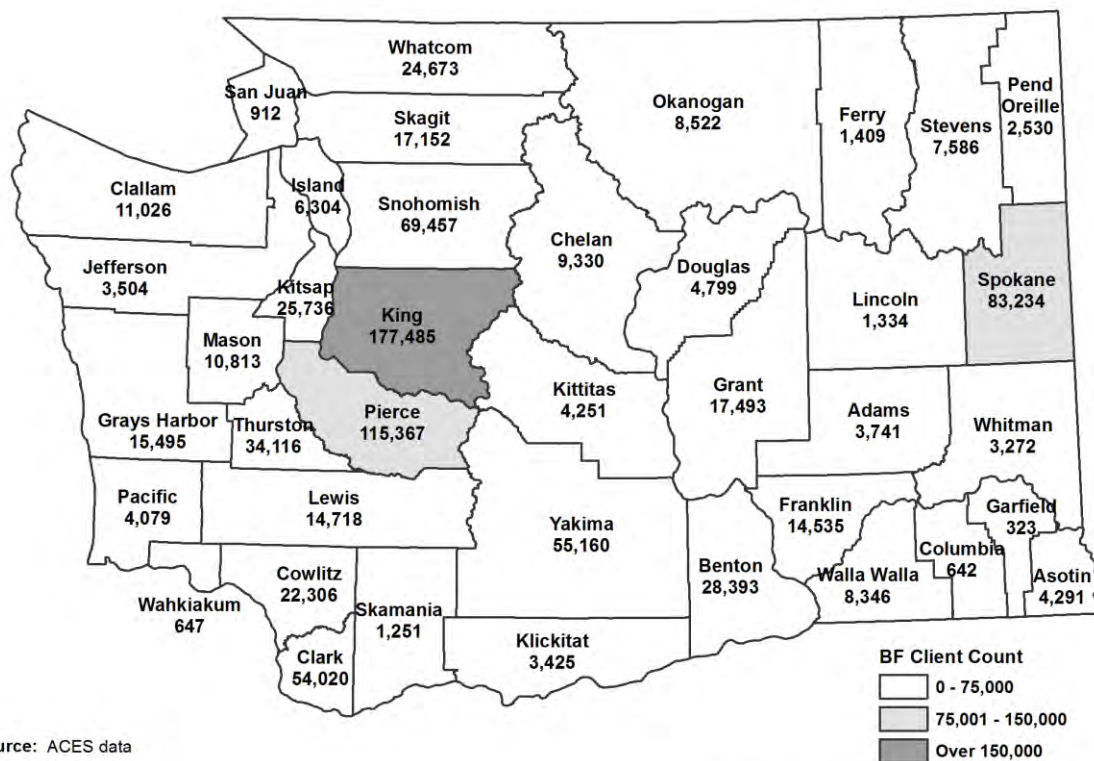 Whatcom
24,673
San Juan
912
Skagit
17,152
Okanogan
8,522
Ferry
1,409
Stevens
7,586
Pend
Oreille
2,530
Clallam
11,026
Island
6,304
Snohomish
69,457
Chelan
9,330
Douglas
4,799
Lincoln
1,334
Spokane
83,234
Jefferson
3,504
Kitsap
25,736
King
177,485
Mason
10,813
Kittitas
4,251
Grant
17,493
Adams
3,741
Whitman
3,272
Grays Harbor
15,495
Thurston
34,116
Pierce
115,367
Pacific
4,079
Lewis
14,718
Yakima
55,160
Benton
28,393
Franklin
14,535
Walla Walla
8,346
Columbia
642
Garfield
323
Asotin
4,291
Wahkiakum
647
Cowlitz
22,306
Skamania
1,251
Clark
54,020
Klickitat
3,425
BF Client Count
0 - 75,000
75,001 - 150,000
Over 150,000
urce: ACES data